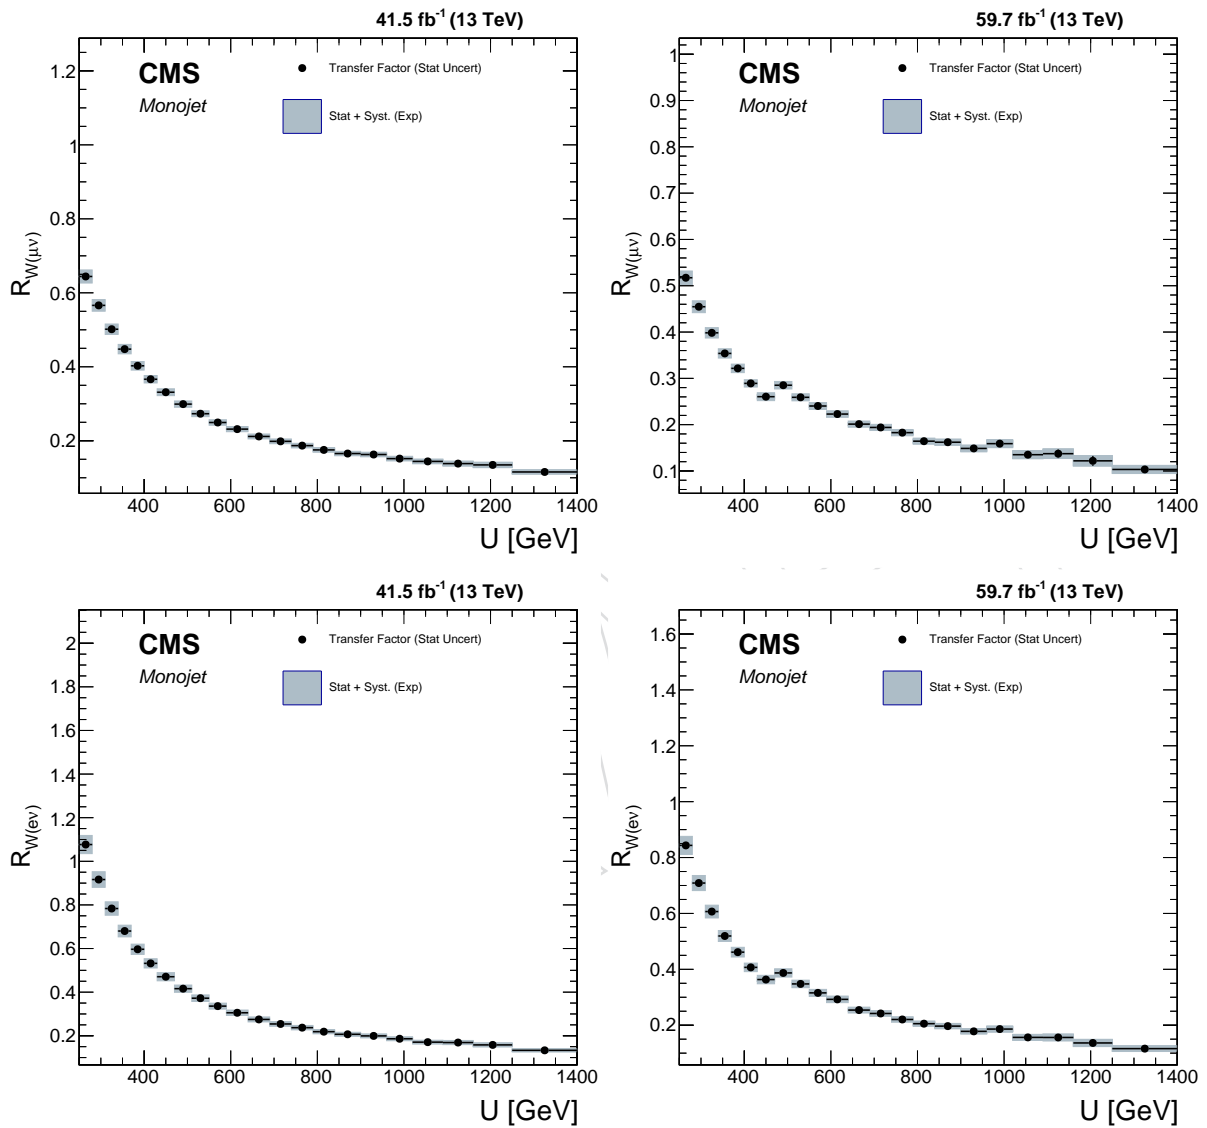 41.5 fb-1 (13 TeV)
CMS
Monojet
Transfer Factor (Stat Uncert)
Stat + Syst. (Exp)
1.2
1
0.8
0.6
0.4
0.2
RW(μν)
400 600 800 1000 1200 1400
U [GeV]
59.7 fb-1 (13 TeV)
CMS
Monojet
Transfer Factor (Stat Uncert)
Stat + Syst. (Exp)
1
0.9
0.8
0.7
0.6
0.5
0.4
0.3
0.2
0.1
RW(μν)
400 600 800 1000 1200 1400
U [GeV]
41.5 fb-1 (13 TeV)
CMS
Monojet
Transfer Factor (Stat Uncert)
Stat + Syst. (Exp)
2
1.8
1.6
1.4
1.2
1
0.8
0.6
0.4
0.2
RW(eν)
400 600 800 1000 1200 1400
U [GeV]
59.7 fb-1 (13 TeV)
CMS
Monojet
Transfer Factor (Stat Uncert)
Stat + Syst. (Exp)
1.6
1.4
1.2
1
0.8
0.6
0.4
0.2
RW(eν)
400 600 800 1000 1200 1400
U [GeV]